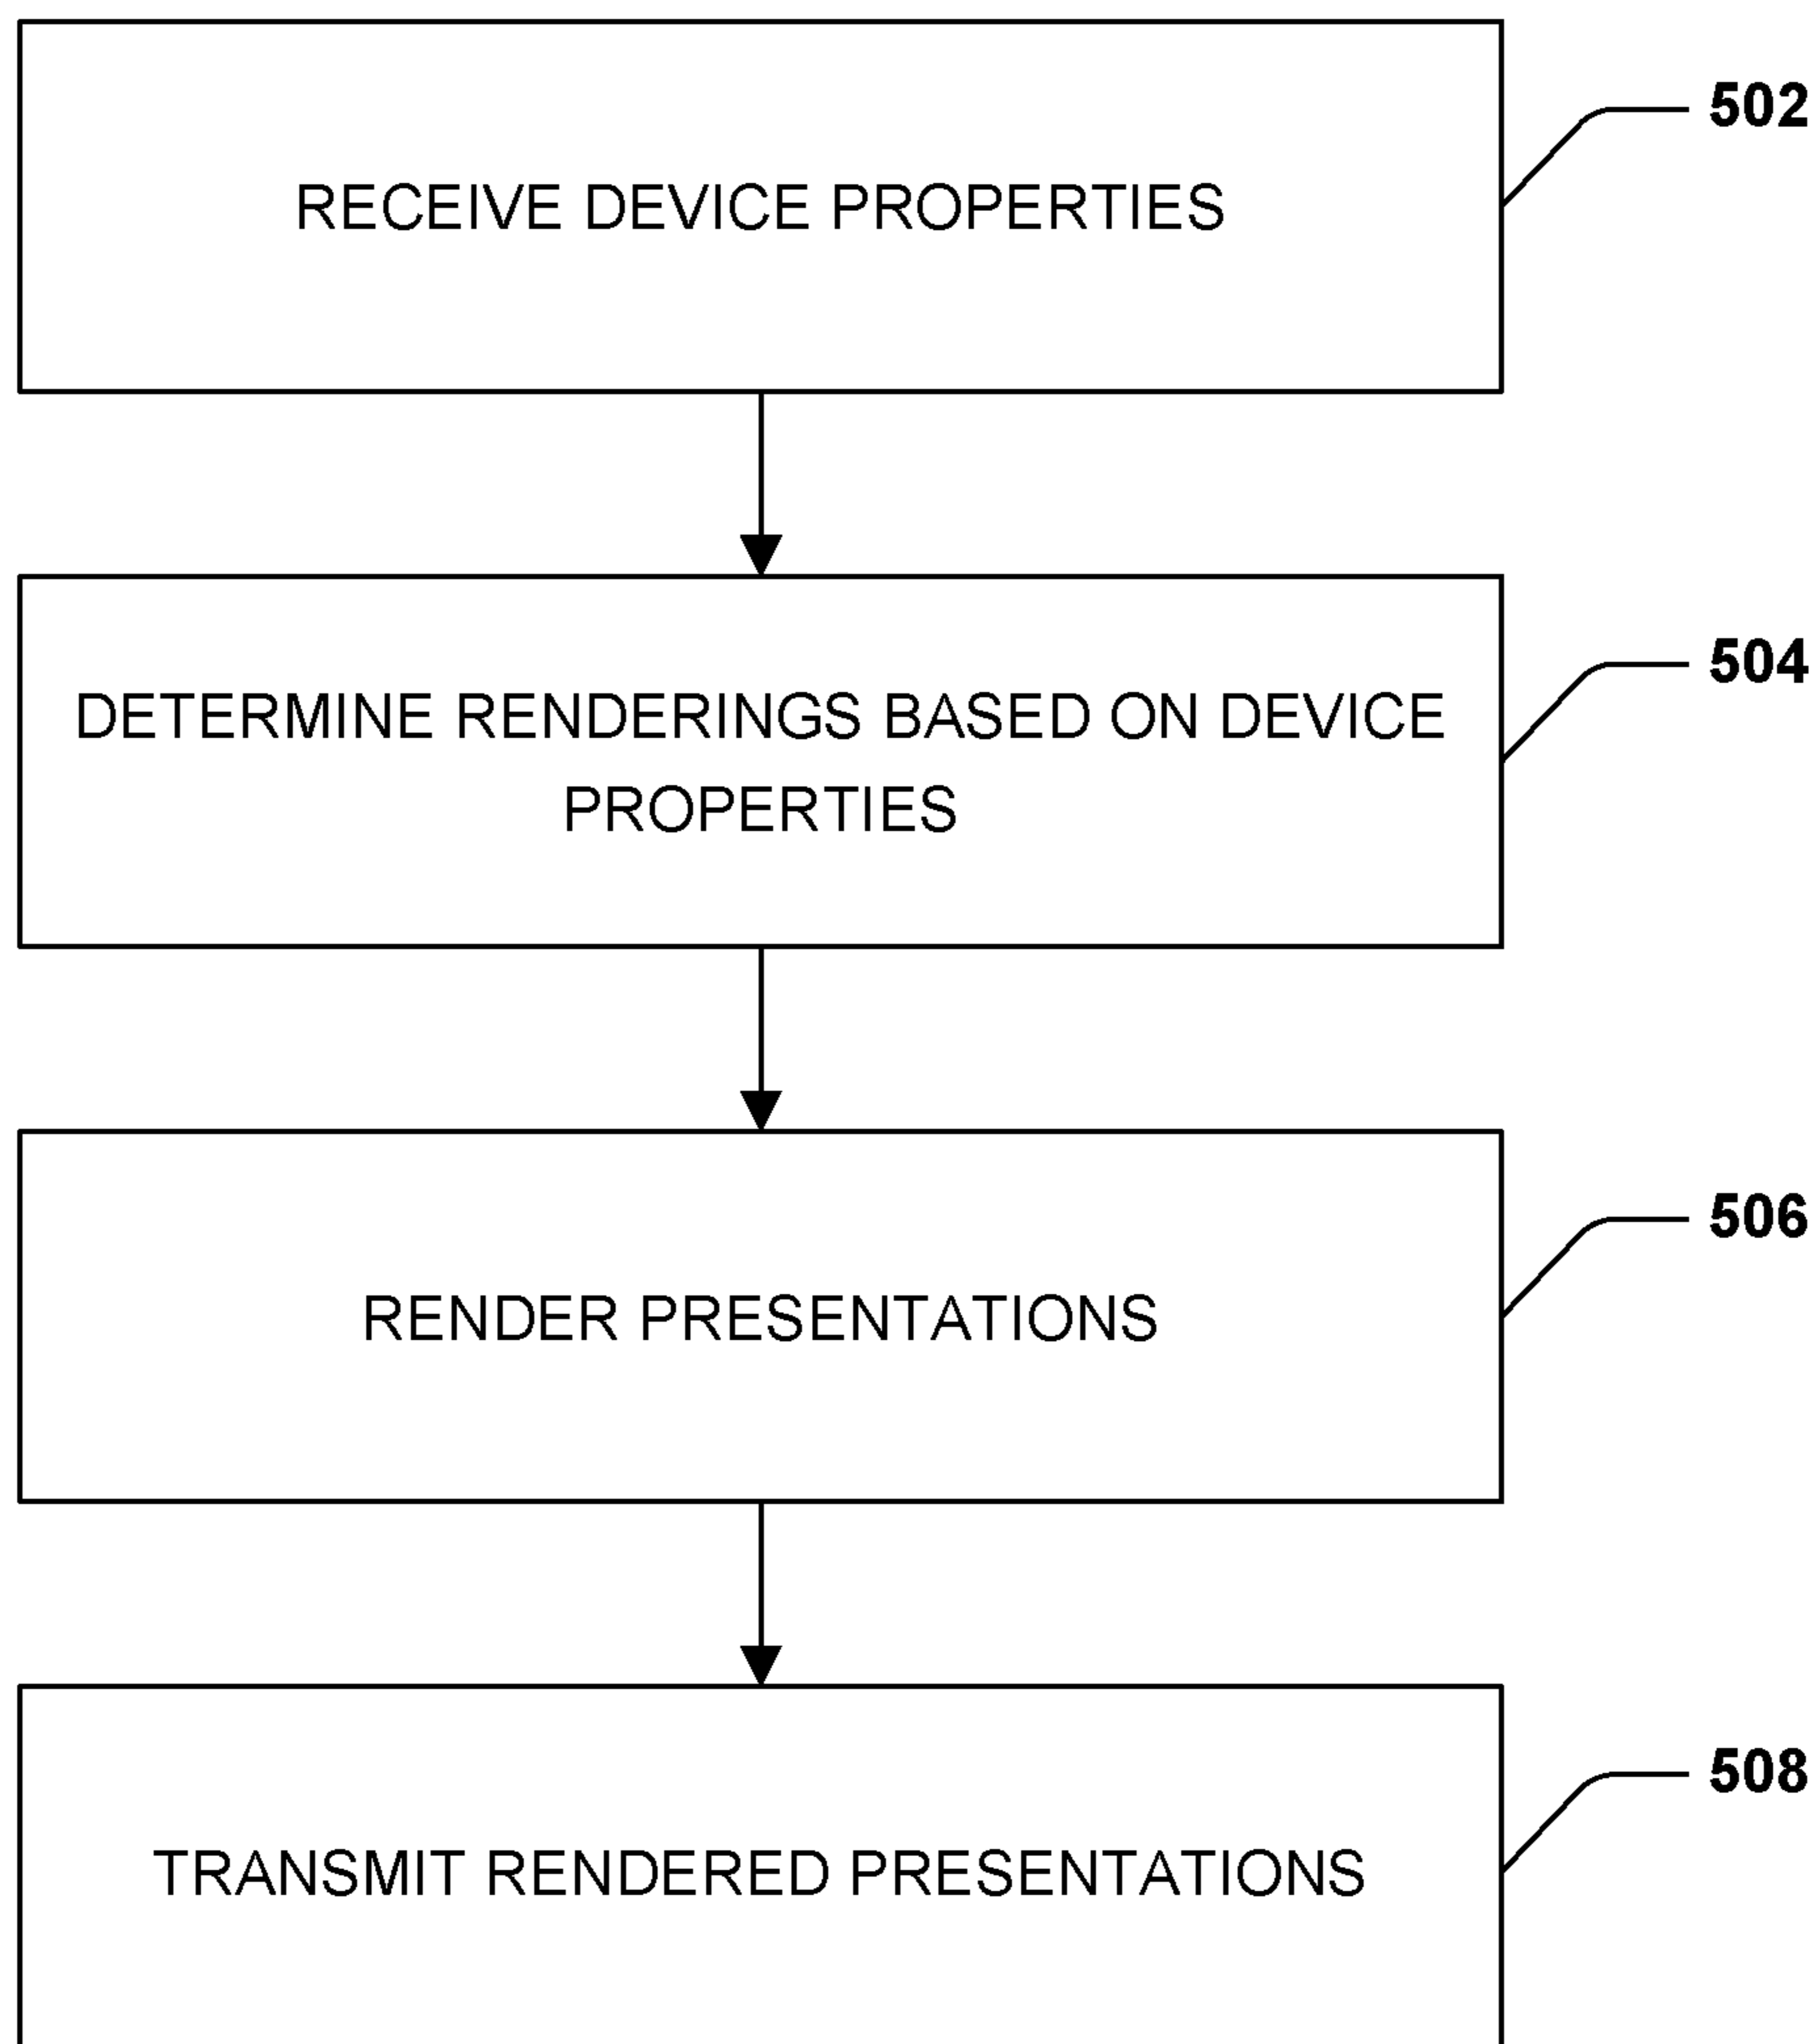 502
RECEIVE DEVICE PROPERTIES
504
DETERMINE RENDERINGS BASED ON DEVICE
PROPERTIES
506
RENDER PRESENTATIONS
508
TRANSMIT RENDERED PRESENTATIONS